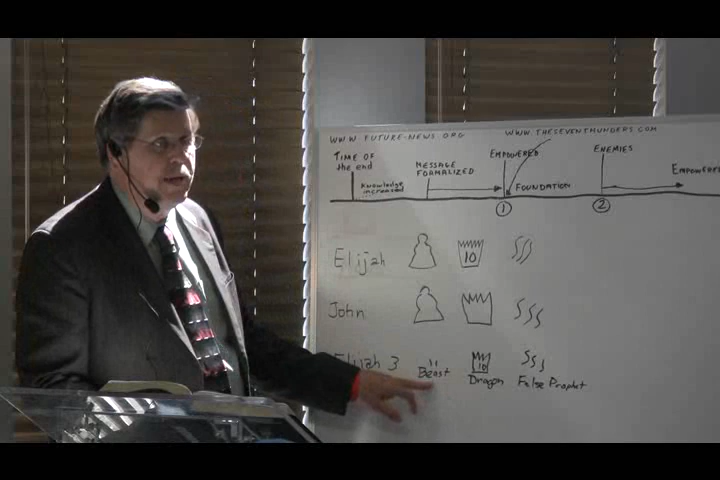 WWW.FUTURE-NEWS.ORG
WWW.THESEVENTHUNDERS.COM
TIME OF
the end
Knowledge
increased
MESSAGE
FORMALIZED
EMPOWERED
FOUNDATION
ENEMIES
EMPOWERED
1
2
Elijah
10
John
Elijah 3
Beast
10
Dragon
False Prophet